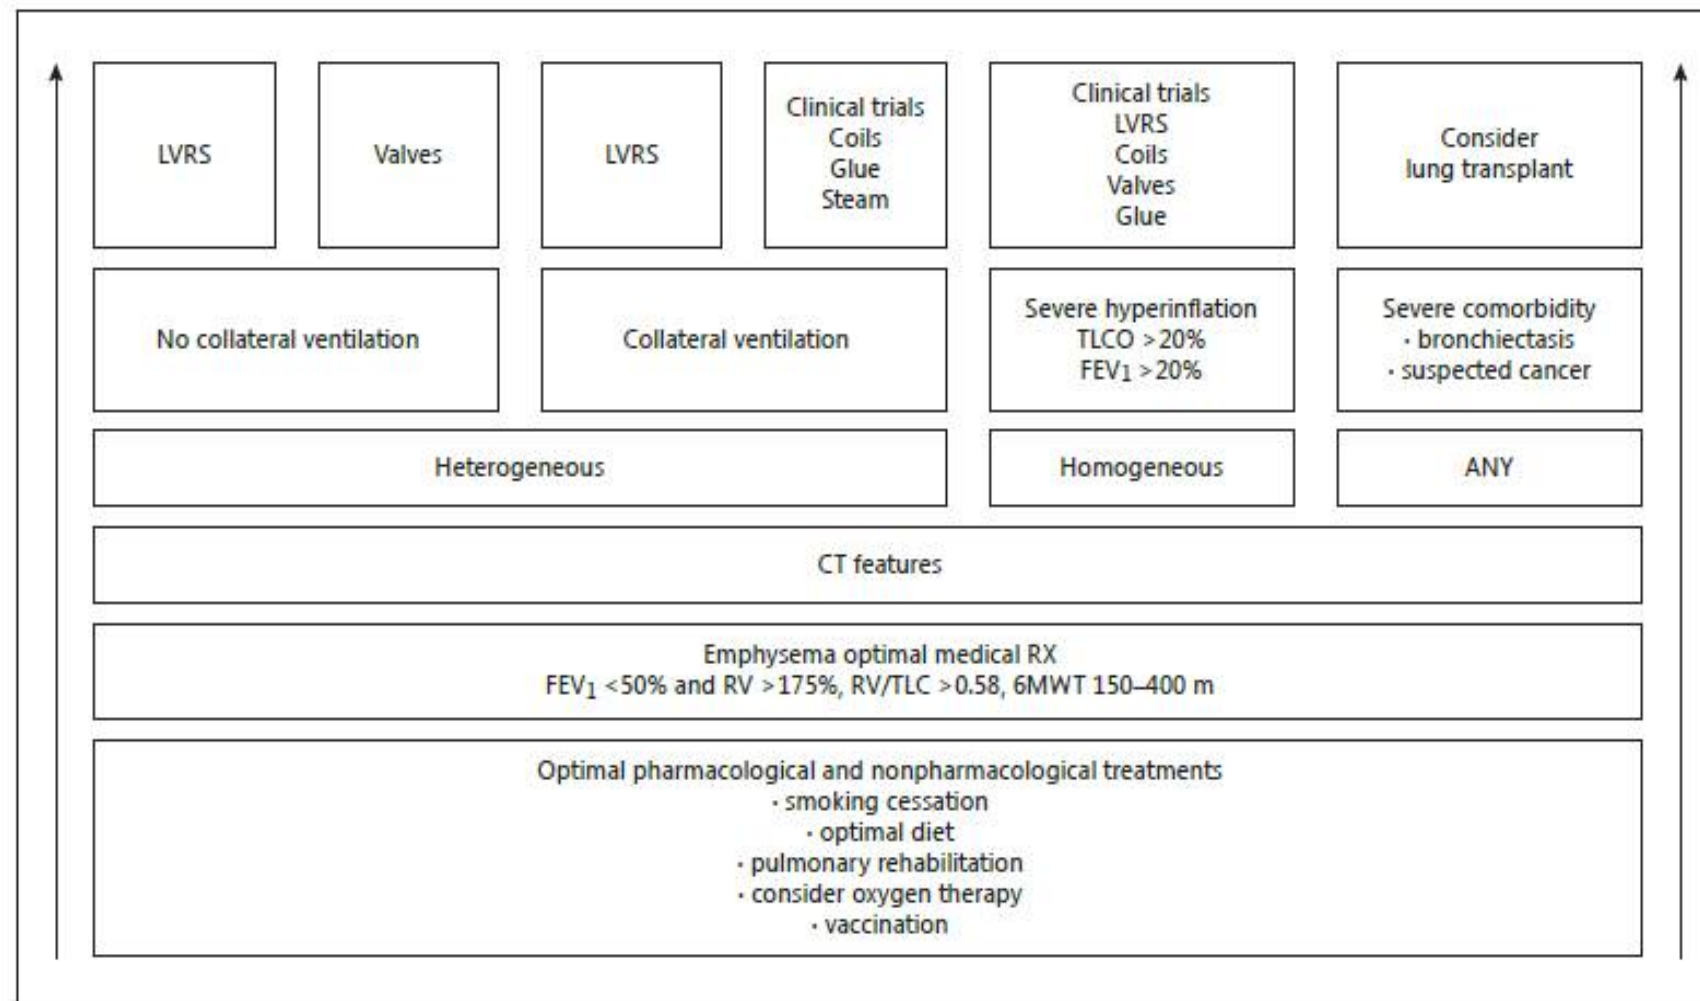 LVRS
Valves
LVRS
Clinical trials
Coils
Glue
Steam
Clinical trials
LVRS
Coils
Valves
Glue
Consider
lung transplant
No collateral ventilation
Collateral ventilation
Severe hyperinflation
TLCO >20%
FEV1 >20%
Severe comorbidity
· bronchiectasis
· suspected cancer
Heterogeneous
Homogeneous
ANY
CT features
Emphysema optimal medical RX
FEV1 <50% and RV >175%, RV/TLC >0.58, 6MWT 150–400 m
Optimal pharmacological and nonpharmacological treatments
· smoking cessation
· optimal diet
· pulmonary rehabilitation
· consider oxygen therapy
· vaccination